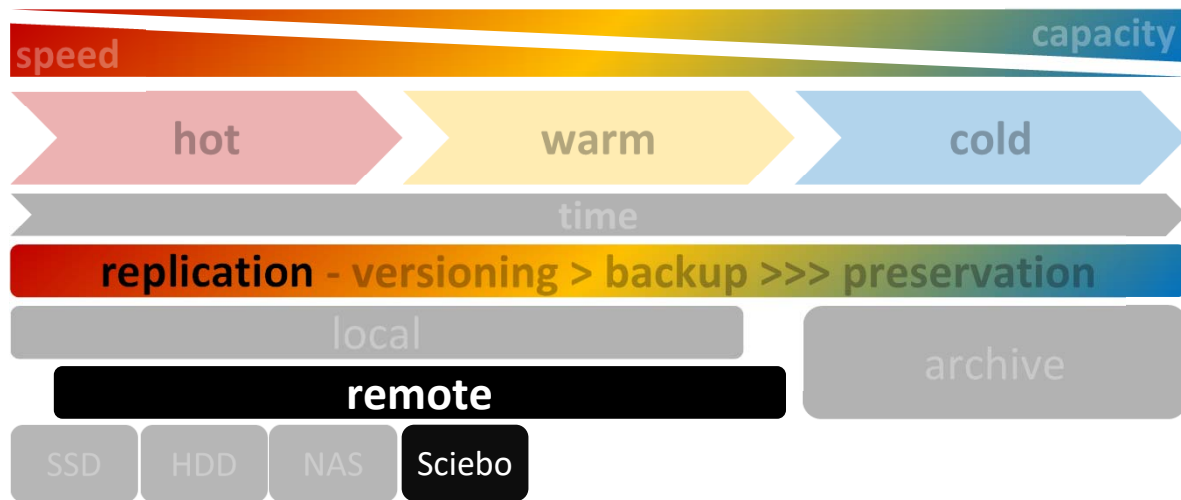 capacity
speed
hot
warm
cold
time
replication - versioning > backup >>> preservation
local
archive
remote
SSD
HDD
NAS
Sciebo